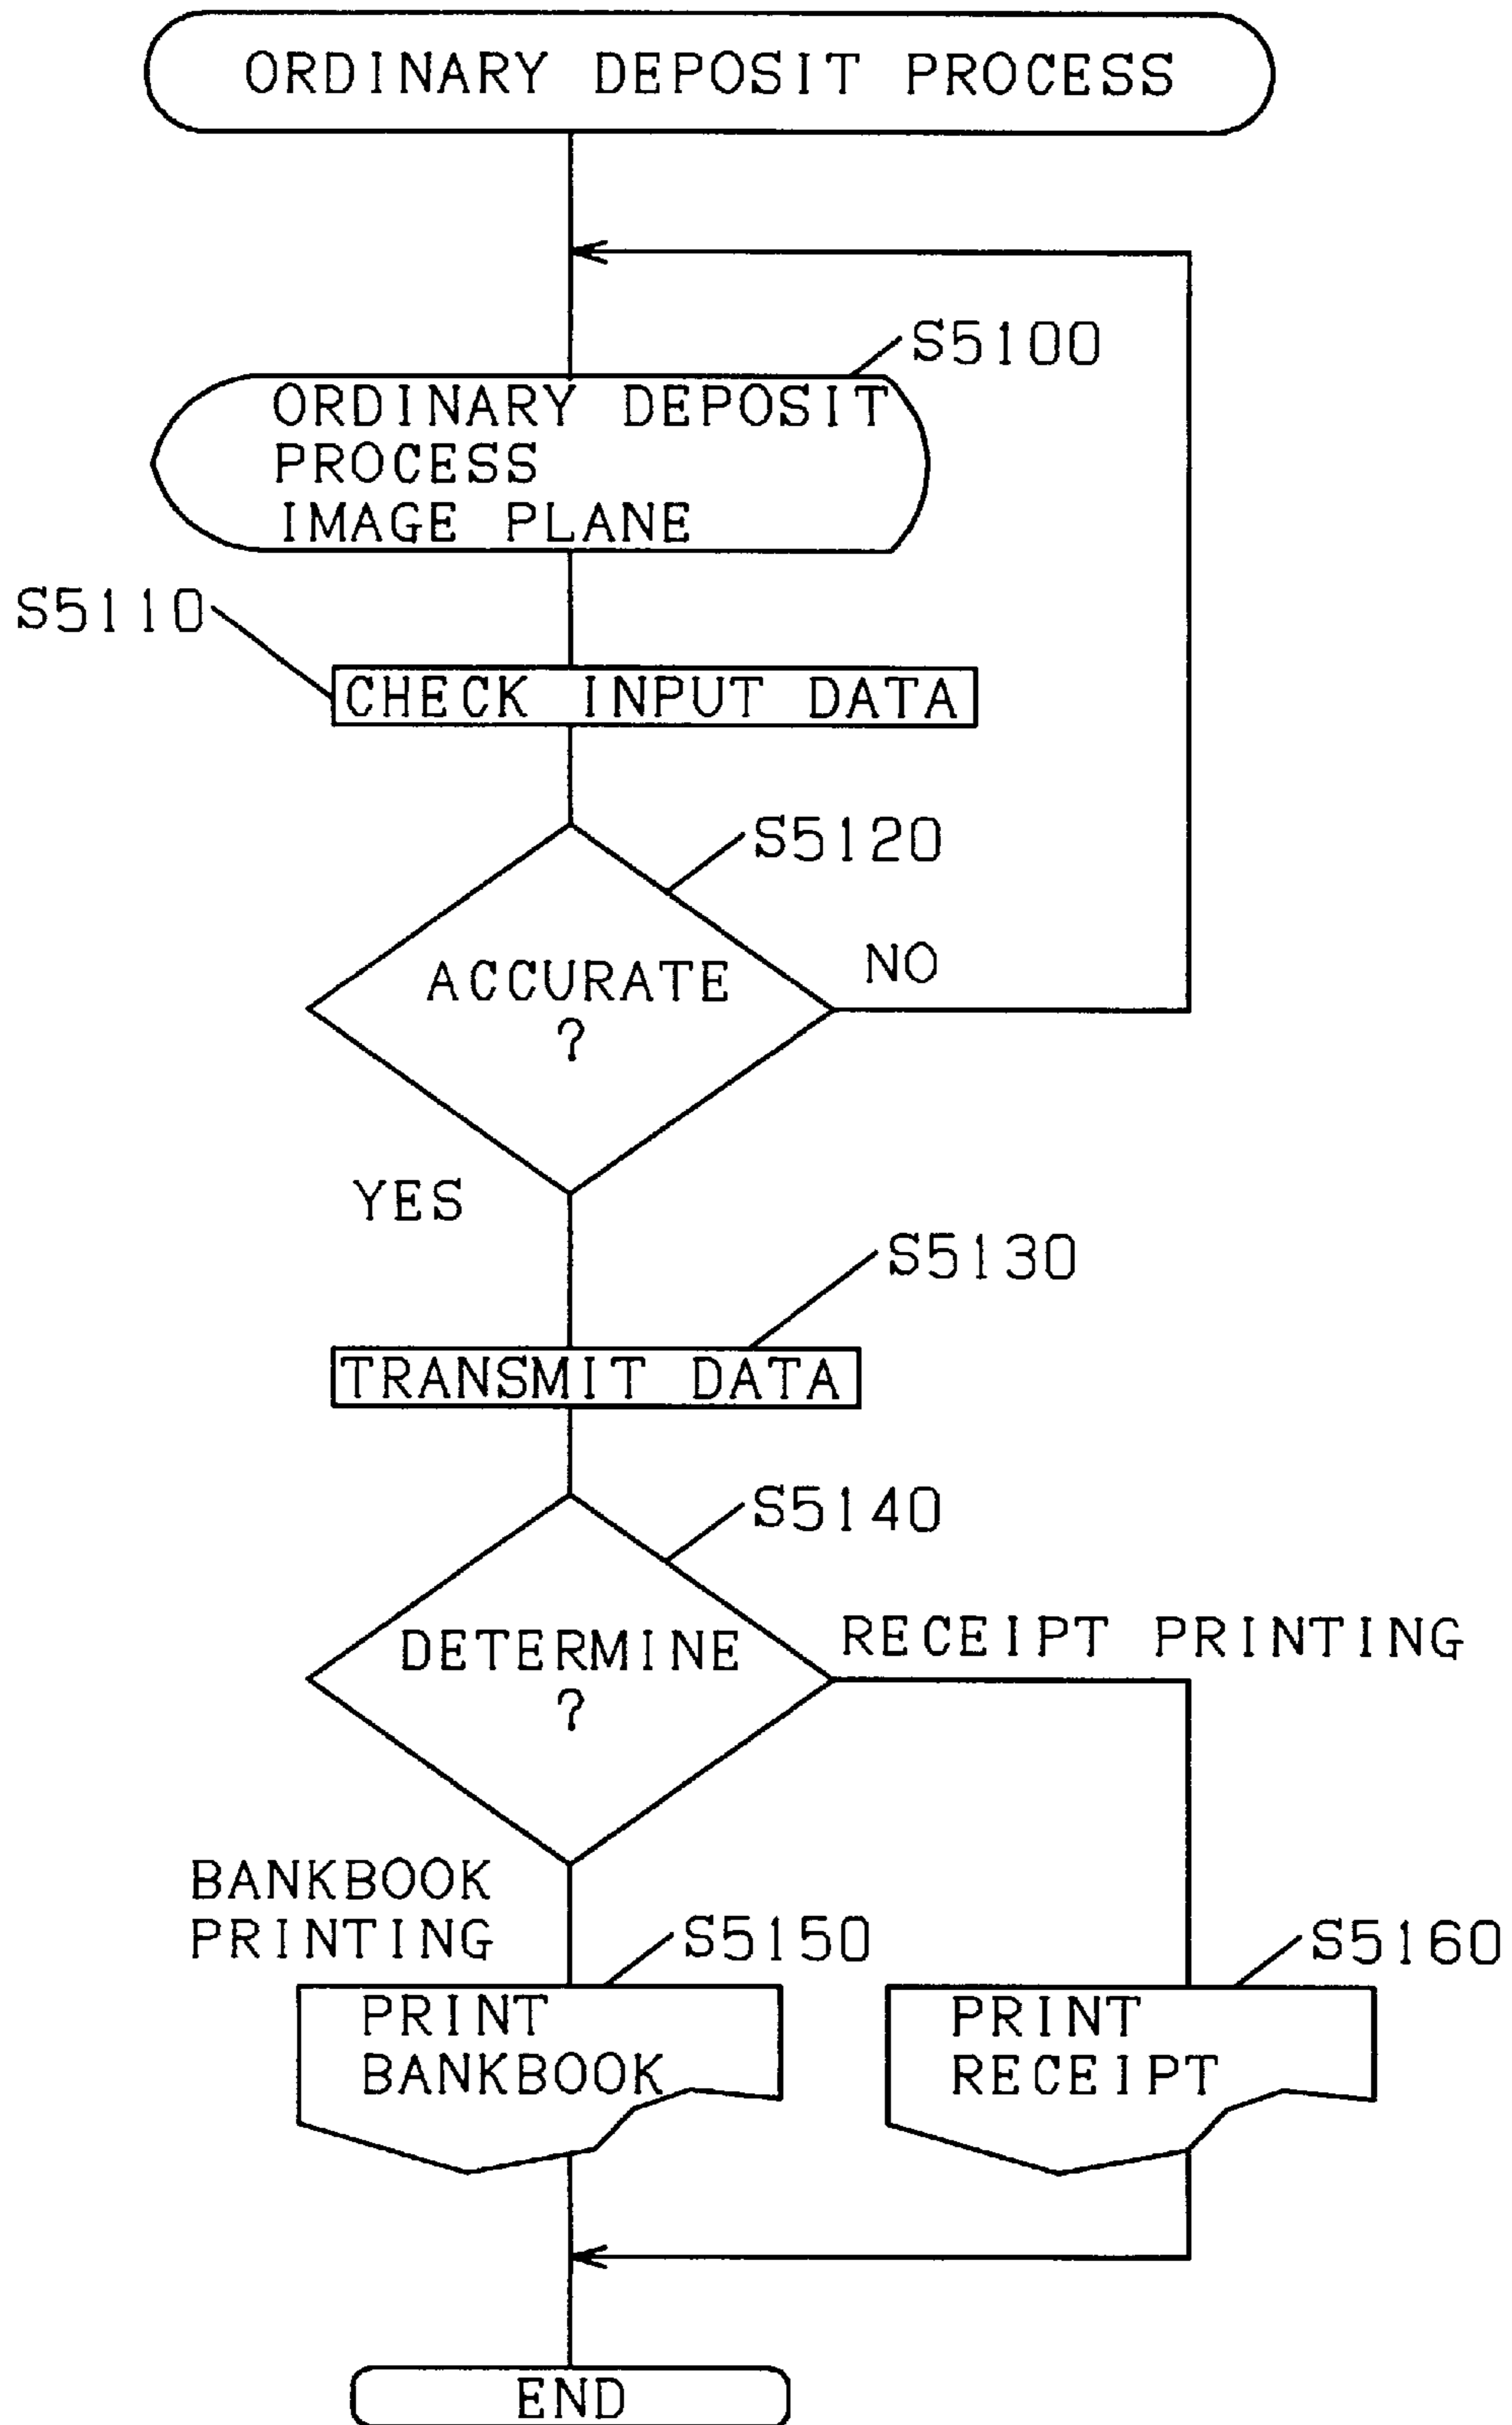 ORDINARY DEPOSIT PROCESS
S5100
ORDINARY DEPOSIT
PROCESS
IMAGE PLANE
S5110
CHECK INPUT DATA
S5120
ACCURATE
?
NO
YES
S5130
TRANSMIT DATA
S5140
DETERMINE
?
RECEIPT PRINTING
BANKBOOK
PRINTING
S5150
S5160
PRINT
BANKBOOK
PRINT
RECEIPT
END